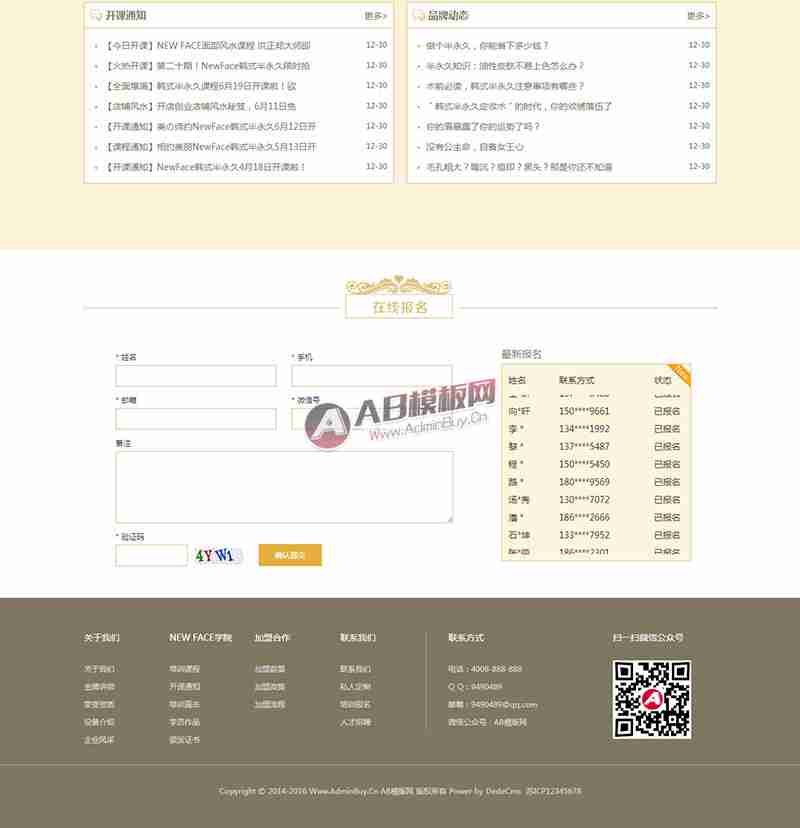 开课通知
更多>
【今日开课】NEW FACE面部风水课程 洪正郑大师邱
12-30
【火热开课】第二十期！NewFace韩式半永久限时抢
12-30
【全面爆满】韩式半永久课程6月19日开课啦！欲
12-30
【店铺风水】开店创业店铺风水秘笈，6月11日免
12-30
【开课通知】美の缔约NewFace韩式半永久6月12日开
12-30
【课程通知】相约美丽NewFace韩式半永久5月13日开
12-30
【开课通知】NewFace韩式半永久4月18日开课啦！
12-30
品牌动态
更多>
做个半永久，你能省下多少钱？
12-30
半永久知识：油性皮肤不易上色怎么办？
12-30
术前必读，韩式半永久注意事项有哪些？
12-30
＂韩式半永久定妆术＂的时代，你的纹绣落伍了
12-30
你的眉暴露了你的运势了吗？
12-30
没有公主命，自备女王心
12-30
毛孔粗大？暗沉？痘印？黑头？那是你还不知道
12-30
在线报名
* 姓名
* 手机
* 邮箱
* 微信号
备注
* 验证码
4YW1
确认提交
AB模板网
Www.AdminBuy.Cn
最新报名
姓名 联系方式 状态
向*轩 150****9661 已报名
李 * 134****1992 已报名
黎 * 137****5487 已报名
程 * 150****5450 已报名
路 * 180****9569 已报名
汤*秀 130****7072 已报名
潘 * 186****2666 已报名
石*坤 133****7952 已报名
186****2301 已报名
关于我们
关于我们
金牌讲师
荣誉资质
设备介绍
企业风采
NEW FACE学院
培训课程
开课通知
培训嘉年
学员作品
颁发证书
加盟合作
加盟政策
加盟流程
联系我们
联系我们
私人定制
培训报名
人才招聘
联系方式
电话：4008-888-888
Q Q：9490489
邮箱：9490489@qq.com
微信公众号：AB模板网
扫一扫微信公众号
Copyright © 2014-2016 Www.AdminBuy.Cn AB模板网 版权所有 Power by DedeCms 苏ICP12345678